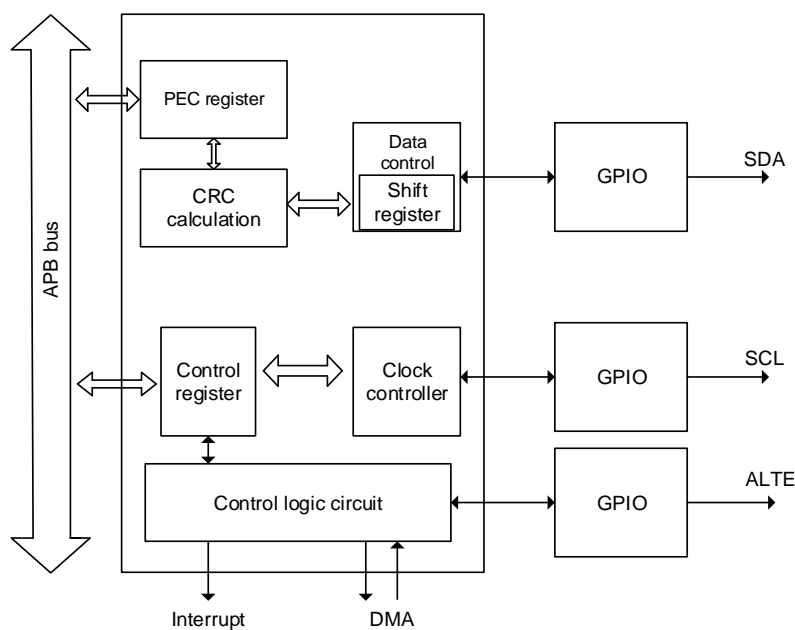 APB bus
PEC register
CRC
calculation
Data
control
Shift
register
GPIO
SDA
Control
register
Clock
controller
GPIO
SCL
Control logic circuit
GPIO
ALTE
Interrupt
DMA